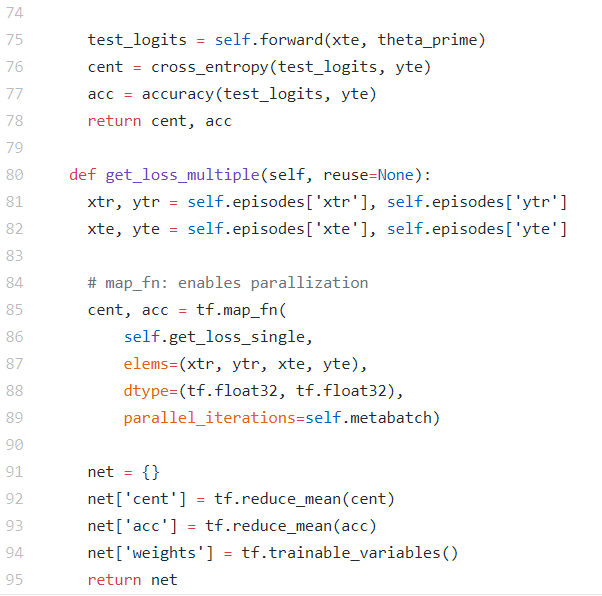 74
75 test_logits = self.forward(xte, theta_prime)
76 cent = cross_entropy(test_logits, yte)
77 acc = accuracy(test_logits, yte)
78 return cent, acc
79
80 def get_loss_multiple(self, reuse=None):
81 xtr, ytr = self.episodes['xtr'], self.episodes['ytr']
82 xte, yte = self.episodes['xte'], self.episodes['yte']
83
84 # map_fn: enables parallization
85 cent, acc = tf.map_fn(
86 self.get_loss_single,
87 elems=(xtr, ytr, xte, yte),
88 dtype=(tf.float32, tf.float32),
89 parallel_iterations=self.metabatch)
90
91 net = {}
92 net['cent'] = tf.reduce_mean(cent)
93 net['acc'] = tf.reduce_mean(acc)
94 net['weights'] = tf.trainable_variables()
95 return net